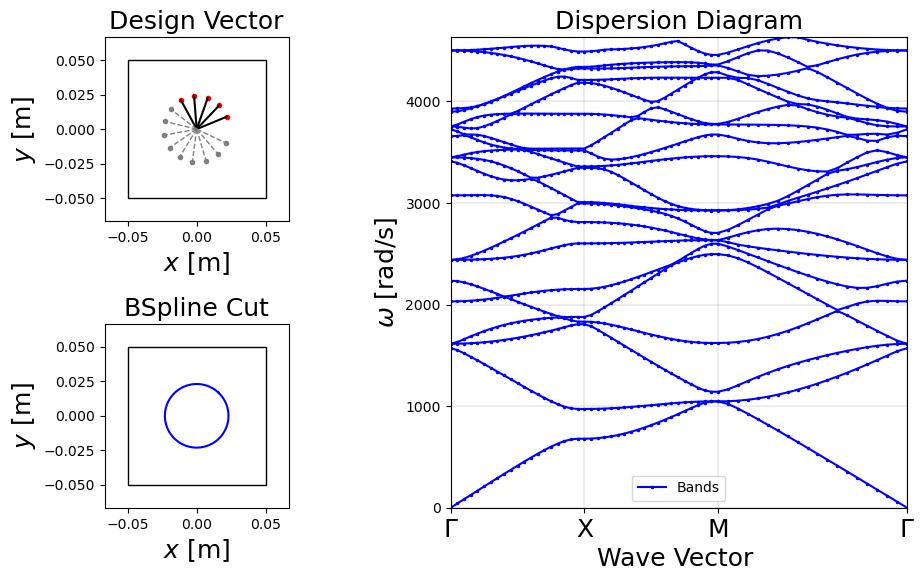 Design Vector
0.050
0.025
0.000
−0.025
−0.050
y [m]
−0.05 0.00 0.05
x [m]
BSpline Cut
0.050
0.025
0.000
−0.025
−0.050
y [m]
−0.05 0.00 0.05
x [m]
Dispersion Diagram
4000
3000
2000
1000
0
ω [rad/s]
Bands
Γ X M Γ
Wave Vector